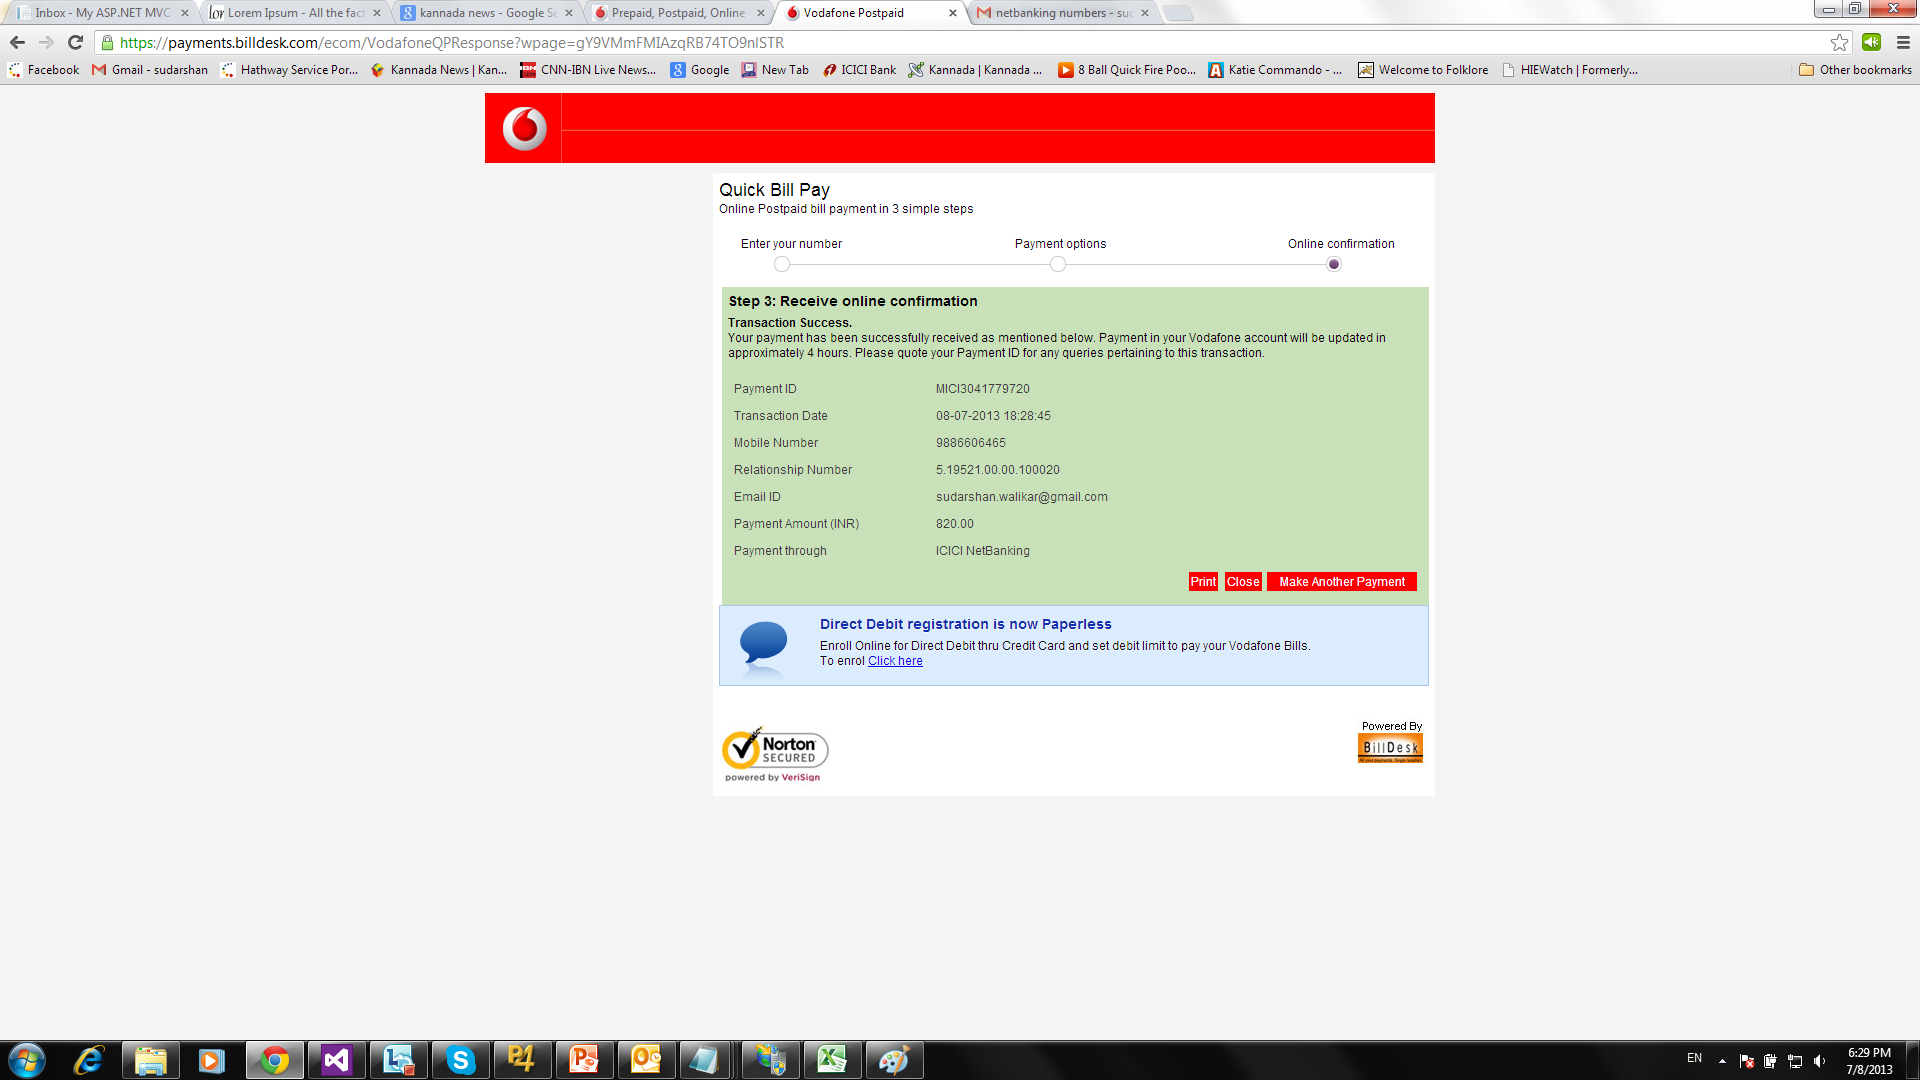 Inbox - My ASP.NET MVC
Lorem Ipsum - All the fact
kannada news - Google Se
Prepaid, Postpaid, Online
Vodafone Postpaid
netbanking numbers - sud
https://payments.billdesk.com/ecom/VodafoneQPResponse?wpage=gY9VMmFMIAzqRB74TO9nlSTR
Facebook
Gmail - sudarshan
Hathway Service Por...
Kannada News | Kan...
CNN-IBN Live News...
Google
New Tab
ICICI Bank
Kannada | Kannada ...
8 Ball Quick Fire Poo...
Katie Commando - ...
Welcome to Folklore
HIEWatch | Formerly...
Other bookmarks
Quick Bill Pay
Online Postpaid bill payment in 3 simple steps
Enter your number
Payment options
Online confirmation
Step 3: Receive online confirmation
Transaction Success.
Your payment has been successfully received as mentioned below. Payment in your Vodafone account will be updated in
approximately 4 hours. Please quote your Payment ID for any queries pertaining to this transaction.
Payment ID MICI3041779720
Transaction Date 08-07-2013 18:28:45
Mobile Number 9886606465
Relationship Number 5.19521.00.00.100020
Email ID sudarshan.walikar@gmail.com
Payment Amount (INR) 820.00
Payment through ICICI NetBanking
Print Close Make Another Payment
Direct Debit registration is now Paperless
Enroll Online for Direct Debit thru Credit Card and set debit limit to pay your Vodafone Bills.
To enrol Click here
Norton
SECURED
powered by VeriSign
Powered By
BillDesk
All your payments. Single location.
EN
6:29 PM
7/8/2013